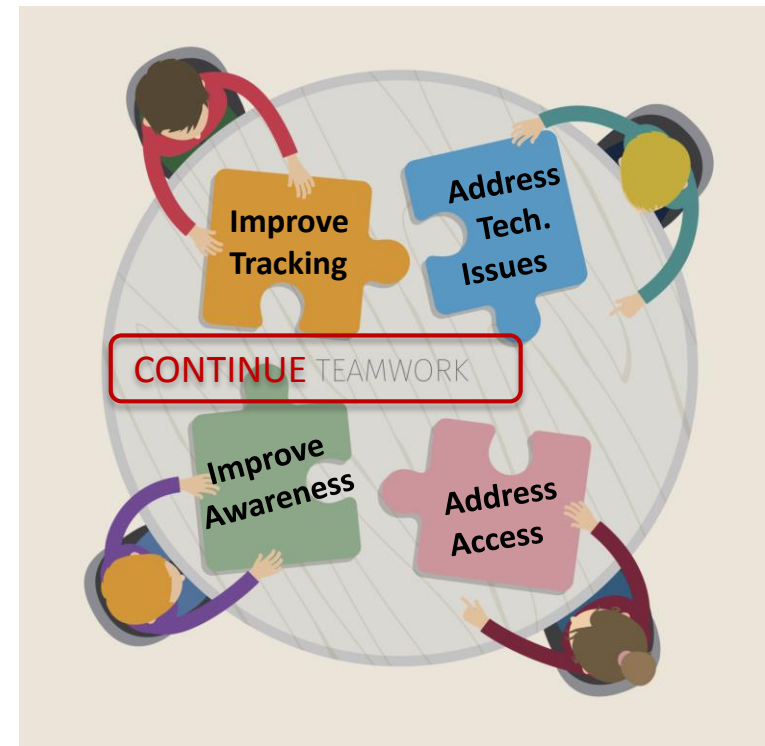 Improve
Tracking
Address
Tech.
Issues
CONTINUE TEAMWORK
Improve
Awareness
Address
Access